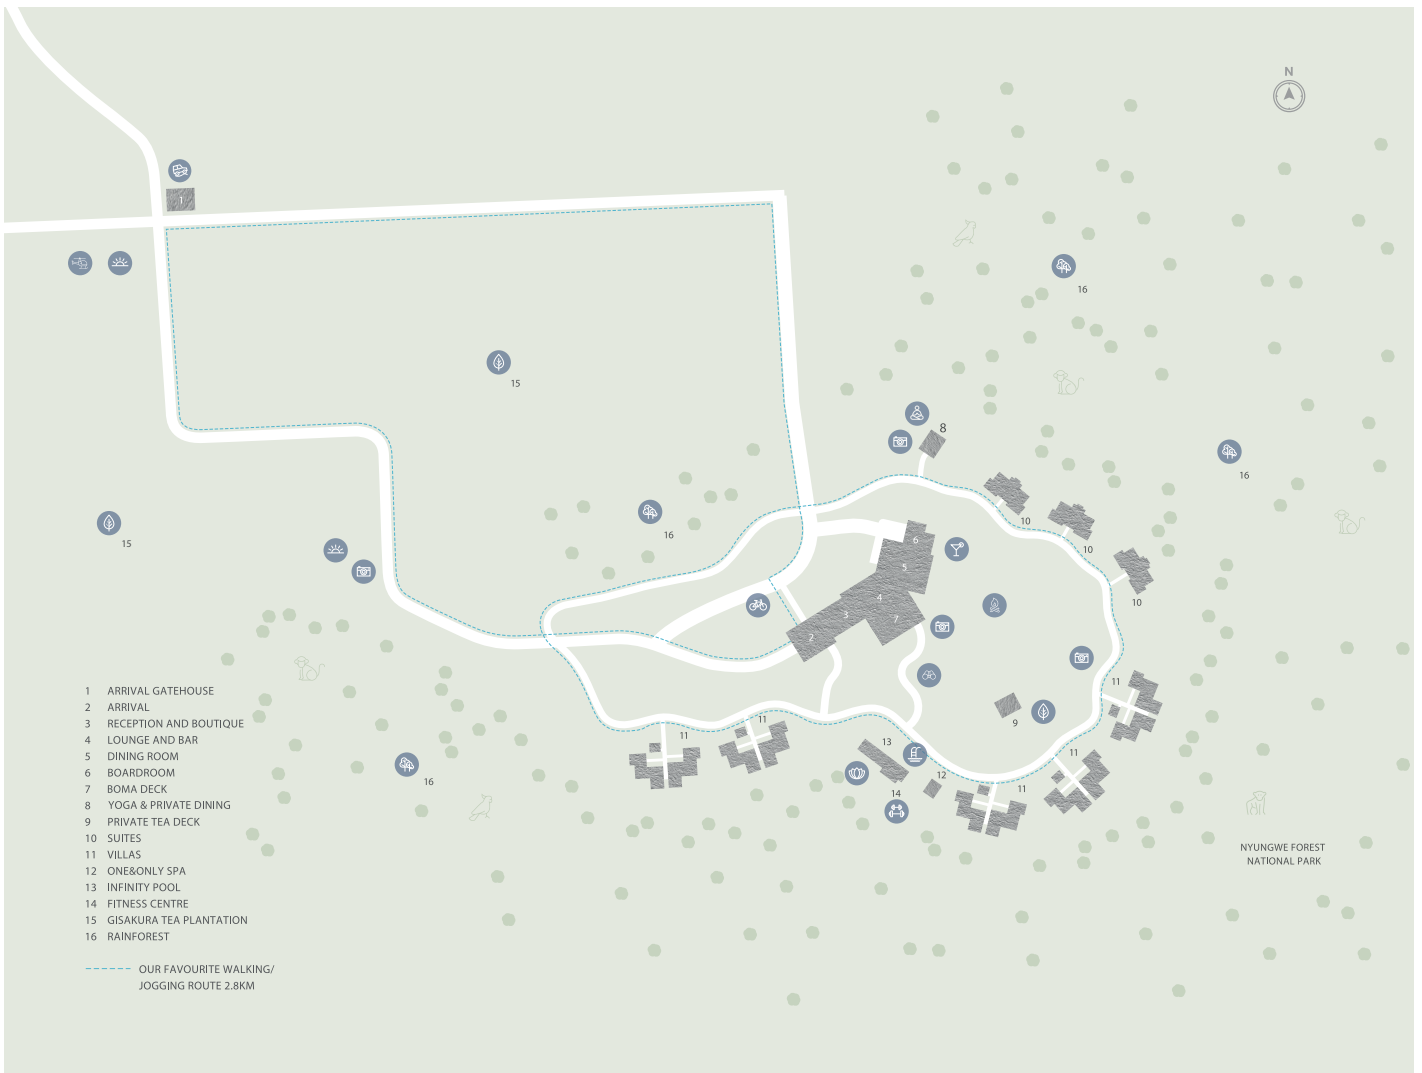 N
1
16
15
8
16
16
10
6
10
15
5
10
4
3
7
2
11
11
9
11
11
13
11
12
16
14
11
1 ARRIVAL GATEHOUSE
2 ARRIVAL
3 RECEPTION AND BOUTIQUE
4 LOUNGE AND BAR
5 DINING ROOM
6 BOARDROOM
7 BOMA DECK
8 YOGA & PRIVATE DINING
9 PRIVATE TEA DECK
10 SUITES
11 VILLAS
12 ONE&ONLY SPA
13 INFINITY POOL
14 FITNESS CENTRE
15 GISAKURA TEA PLANTATION
16 RAINFOREST
OUR FAVOURITE WALKING/
JOGGING ROUTE 2.8KM
NYUNGWE FOREST
NATIONAL PARK